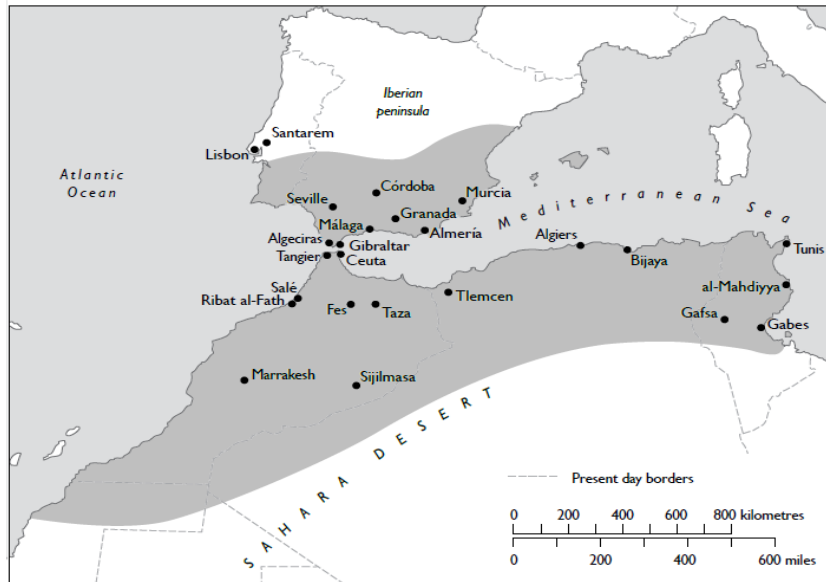 Iberian
peninsula
Santarem
Lisbon
Atlantic
Ocean
Córdoba
Murcia
Seville
Granada
Mediterranean Sea
Málaga
Almería
Algeciras
Gibraltar
Algiers
Tunis
Tangier
Ceuta
Bijaya
al-Mahdiyya
Salé
Tlemcen
Ribat al-Fath
Fes
Taza
Gafsa
Gabes
Marrakesh
Sijilmasa
SAHARA DESERT
Present day borders
0 200 400 600 800 kilometres
0 200 400 600 miles